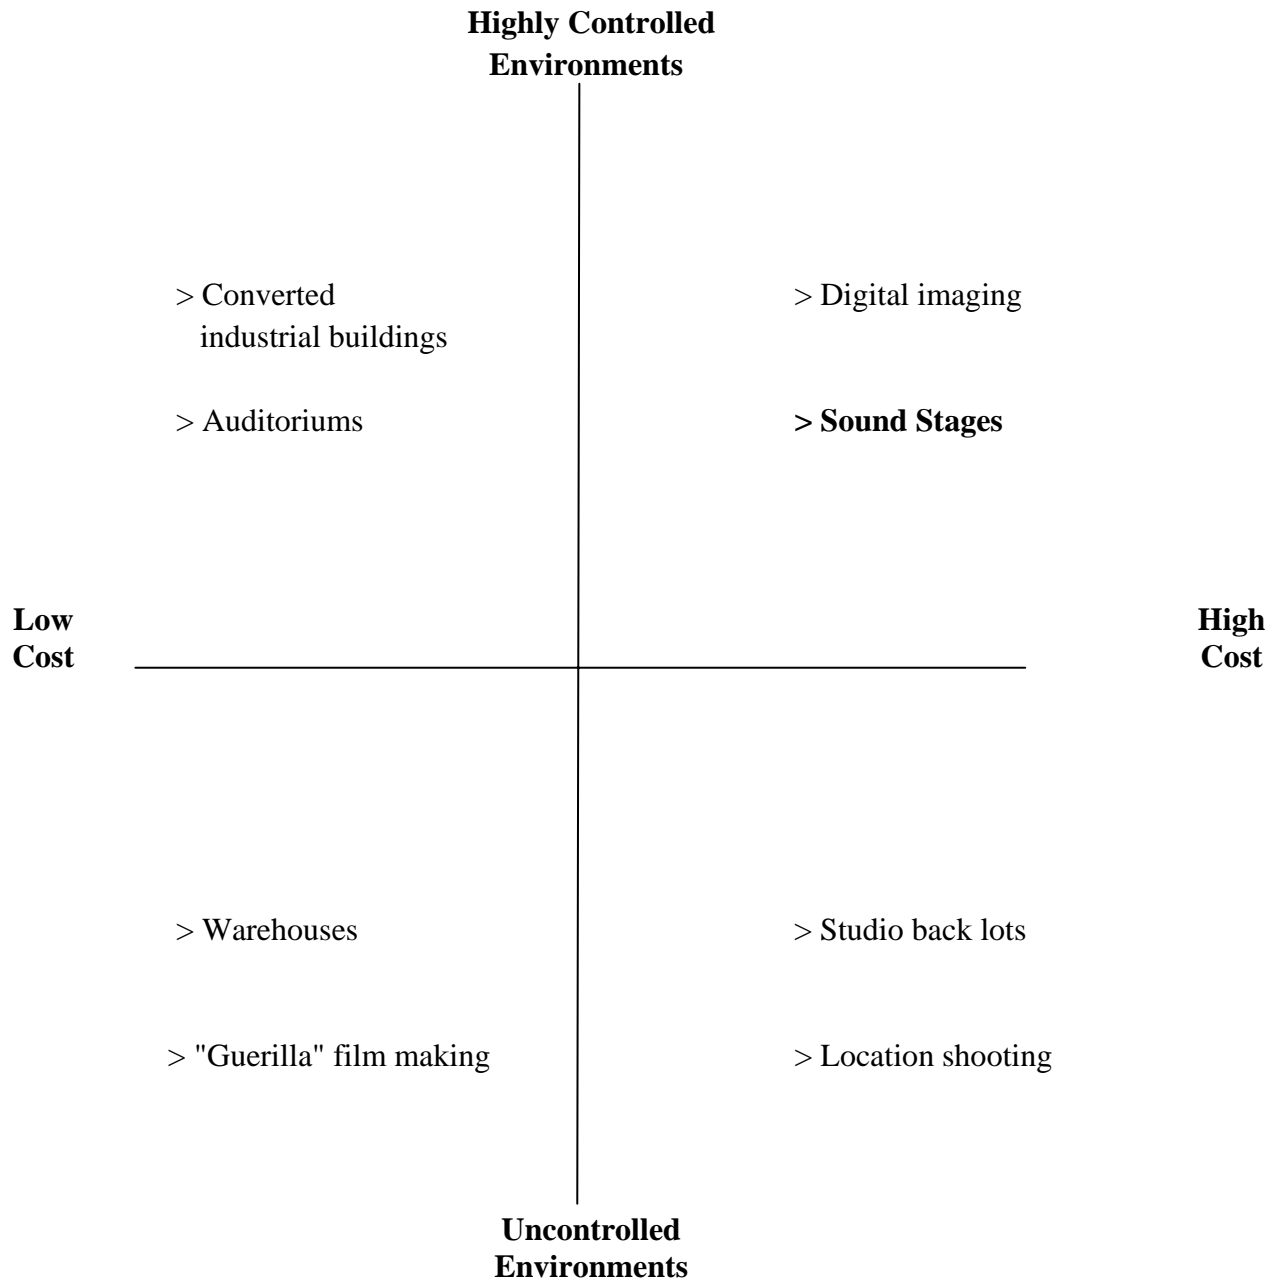 Highly Controlled
Environments
> Converted
industrial buildings
> Digital imaging
> Auditoriums
> Sound Stages
Low
Cost
High
Cost
> Warehouses
> Studio back lots
> "Guerilla" film making
> Location shooting
Uncontrolled
Environments